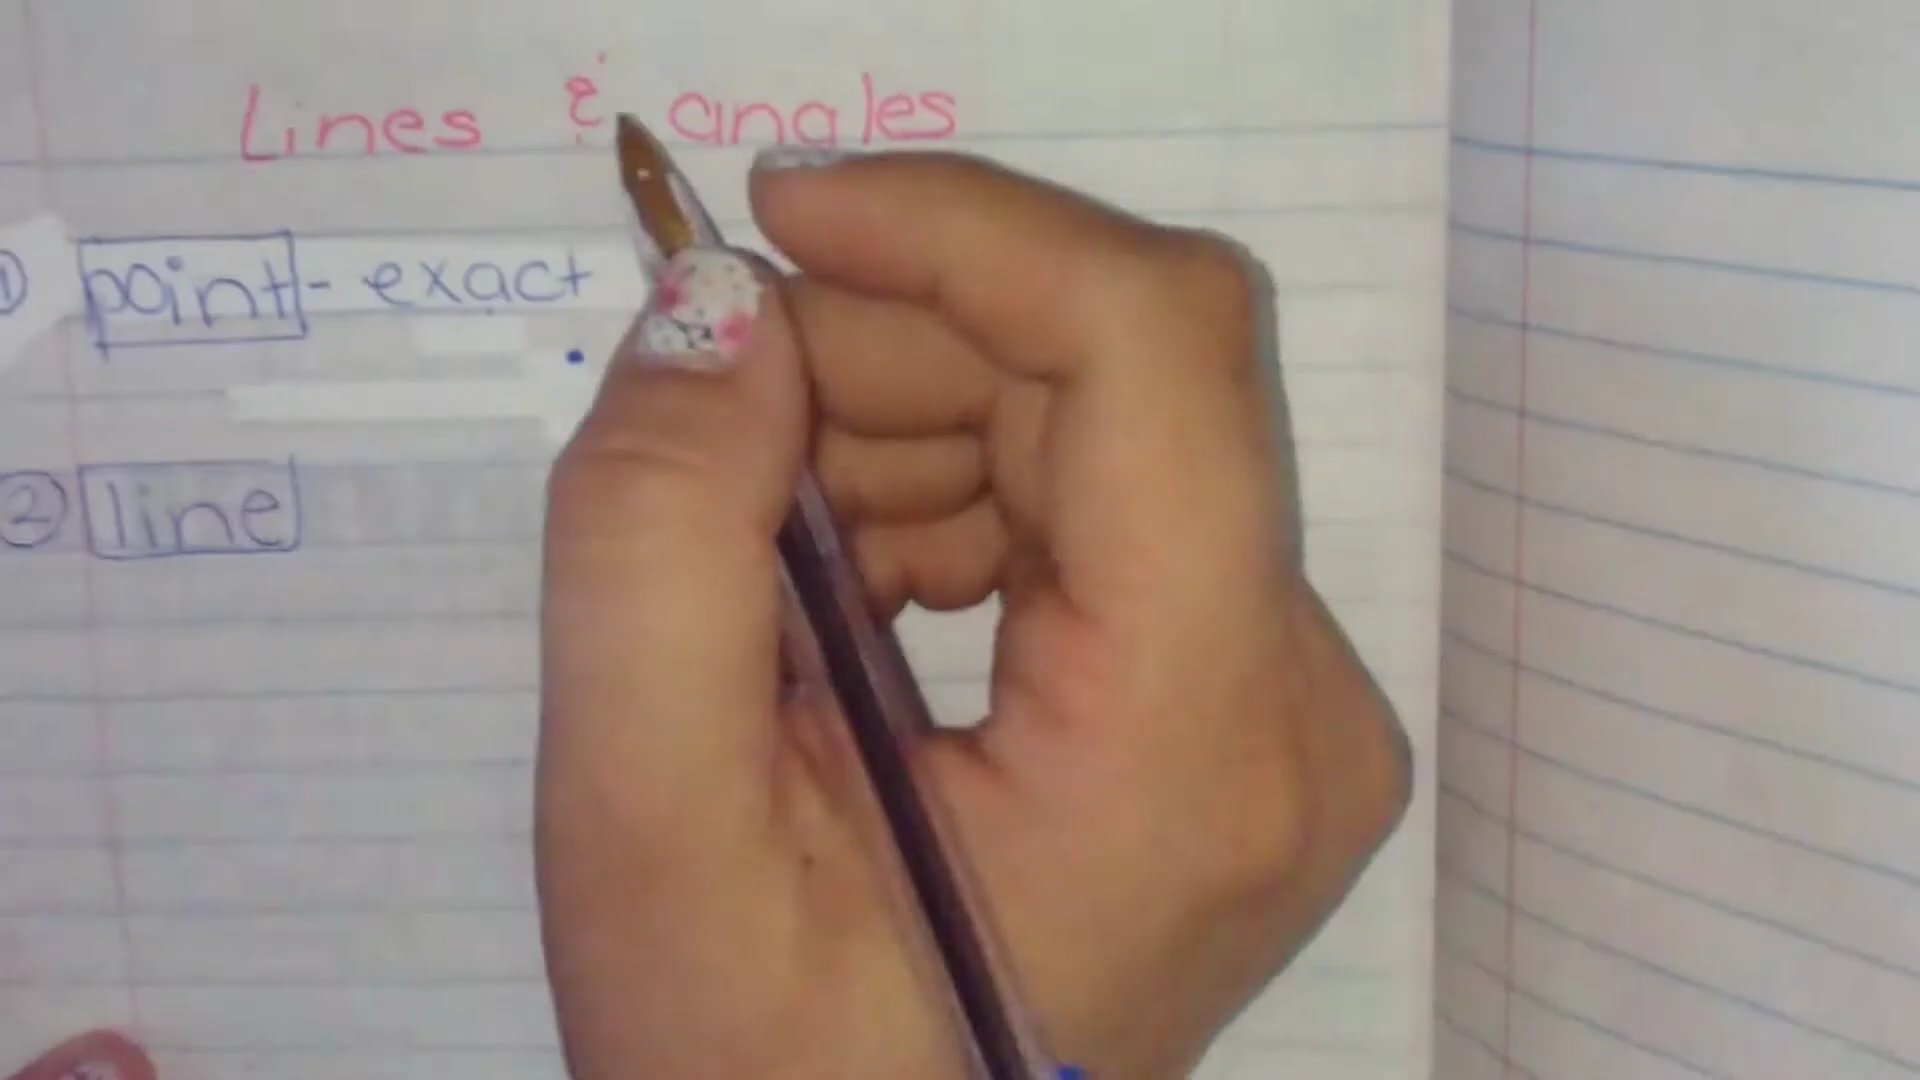 Lines & angles
① point - exact
② line